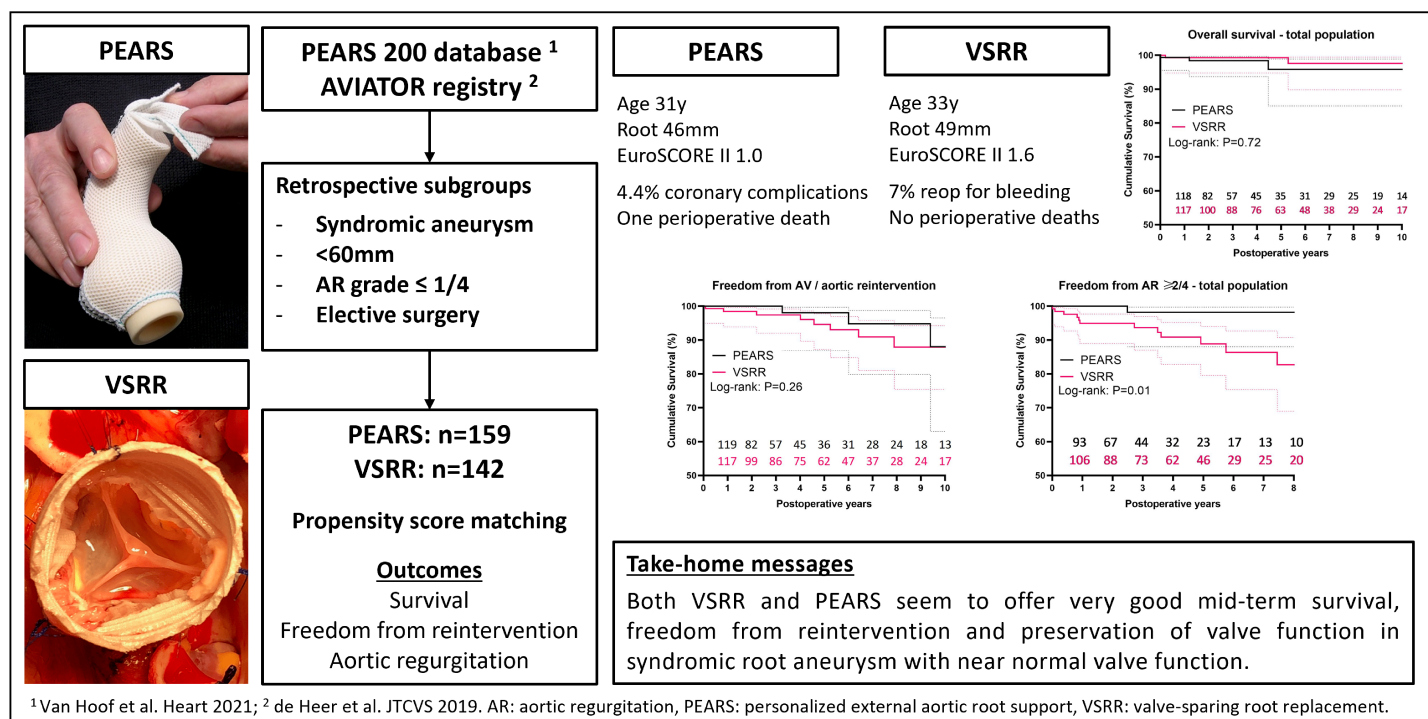 PEARS
VSRR
PEARS 200 database 1
AVIATOR registry 2
Retrospective subgroups
- Syndromic aneurysm
- <60mm
- AR grade ≤ 1/4
- Elective surgery
PEARS: n=159
VSRR: n=142
Propensity score matching
Outcomes
Survival
Freedom from reintervention
Aortic regurgitation
PEARS
Age 31y
Root 46mm
EuroSCORE II 1.0
4.4% coronary complications
One perioperative death
VSRR
Age 33y
Root 49mm
EuroSCORE II 1.6
7% reop for bleeding
No perioperative deaths
Overall survival - total population
Cumulative Survival (%)
100
90
80
70
60
50
PEARS
VSRR
Log-rank: P=0.72
118 82 57 45 35 31 29 25 19 14
117 100 88 76 63 48 38 29 24 17
0 1 2 3 4 5 6 7 8 9 10
Postoperative years
Freedom from AV / aortic reintervention
Cumulative Survival (%)
100
90
80
70
60
50
PEARS
VSRR
Log-rank: P=0.26
119 82 57 45 36 31 28 24 18 13
117 99 86 75 62 47 37 28 24 17
0 1 2 3 4 5 6 7 8 9 10
Postoperative years
Freedom from AR ≥2/4 - total population
Cumulative Survival (%)
100
90
80
70
60
50
PEARS
VSRR
Log-rank: P=0.01
93 67 44 32 23 17 13 10
106 88 73 62 46 29 25 20
0 1 2 3 4 5 6 7 8
Postoperative years
Take-home messages
Both VSRR and PEARS seem to offer very good mid-term survival,
freedom from reintervention and preservation of valve function in
syndromic root aneurysm with near normal valve function.
1 Van Hoof et al. Heart 2021; 2 de Heer et al. JTCVS 2019. AR: aortic regurgitation, PEARS: personalized external aortic root support, VSRR: valve-sparing root replacement.